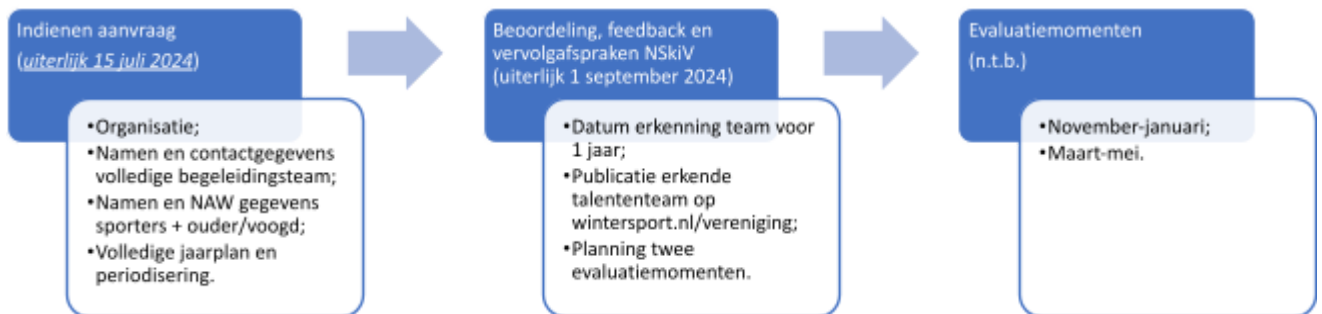 Indienen aanvraag
(uiterlijk 15 juli 2024)
•Organisatie;
•Namen en contactgegevens
volledige begeleidingsteam;
•Namen en NAW gegevens
sporters + ouder/voogd;
•Volledige jaarplan en
periodisering.
Beoordeling, feedback en
vervolgafspraken NSkiV
(uiterlijk 1 september 2024)
•Datum erkenning team voor
1 jaar;
•Publicatie erkende
talententeam op
wintersport.nl/vereniging;
•Planning twee
evaluatiemomenten.
Evaluatiemomenten
(n.t.b.)
•November-januari;
•Maart-mei.